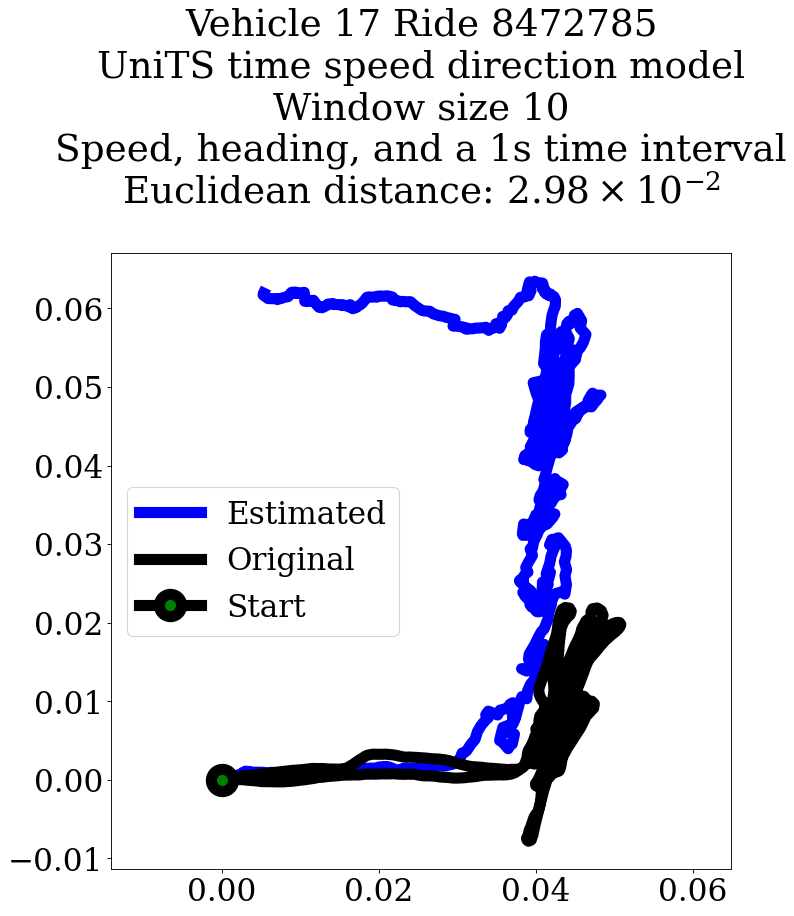 Vehicle 17 Ride 8472785
UniTS time speed direction model
Window size 10
Speed, heading, and a 1s time interval
Euclidean distance: 2.98 × 10⁻²
0.06
0.05
0.04
0.03
0.02
0.01
0.00
−0.01
Estimated
Original
Start
0.00 0.02 0.04 0.06